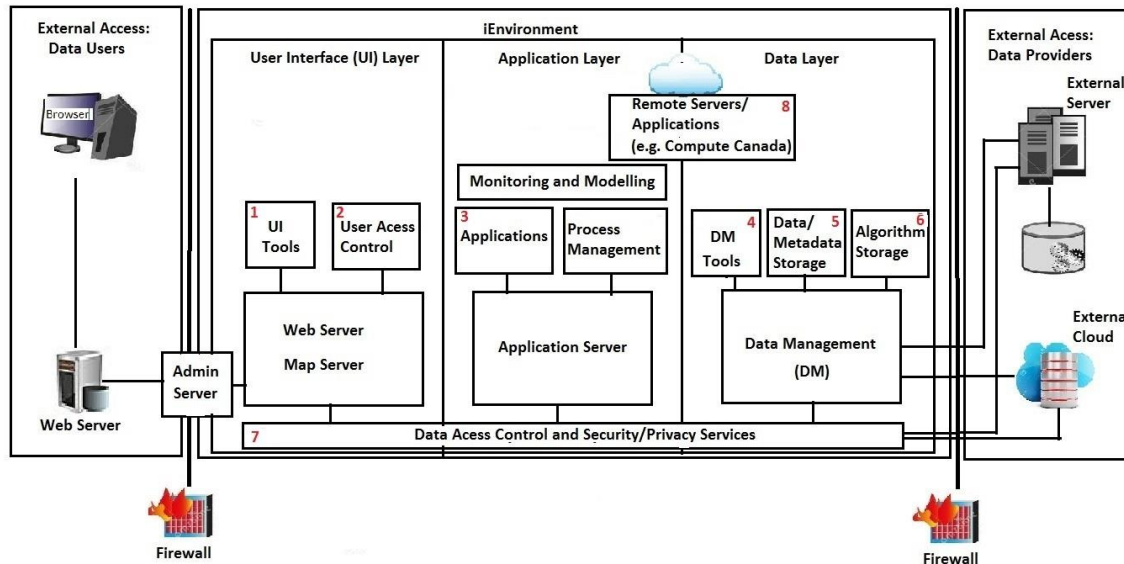 External Access:
Data Users
Browser
Web Server
Admin
Server
Firewall
iEnvironment
User Interface (UI) Layer
1
UI
Tools
2
User Acess
Control
Web Server
Map Server
Application Layer
Monitoring and Modelling
3
Applications
Process
Management
Application Server
Data Layer
Remote Servers/
8
Applications
(e.g. Compute Canada)
4
DM
Tools
Data/
5
Metadata
Storage
6
Algorithm
Storage
Data Management
(DM)
7
Data Acess Control and Security/Privacy Services
External Acess:
Data Providers
External
Server
External
Cloud
Firewall